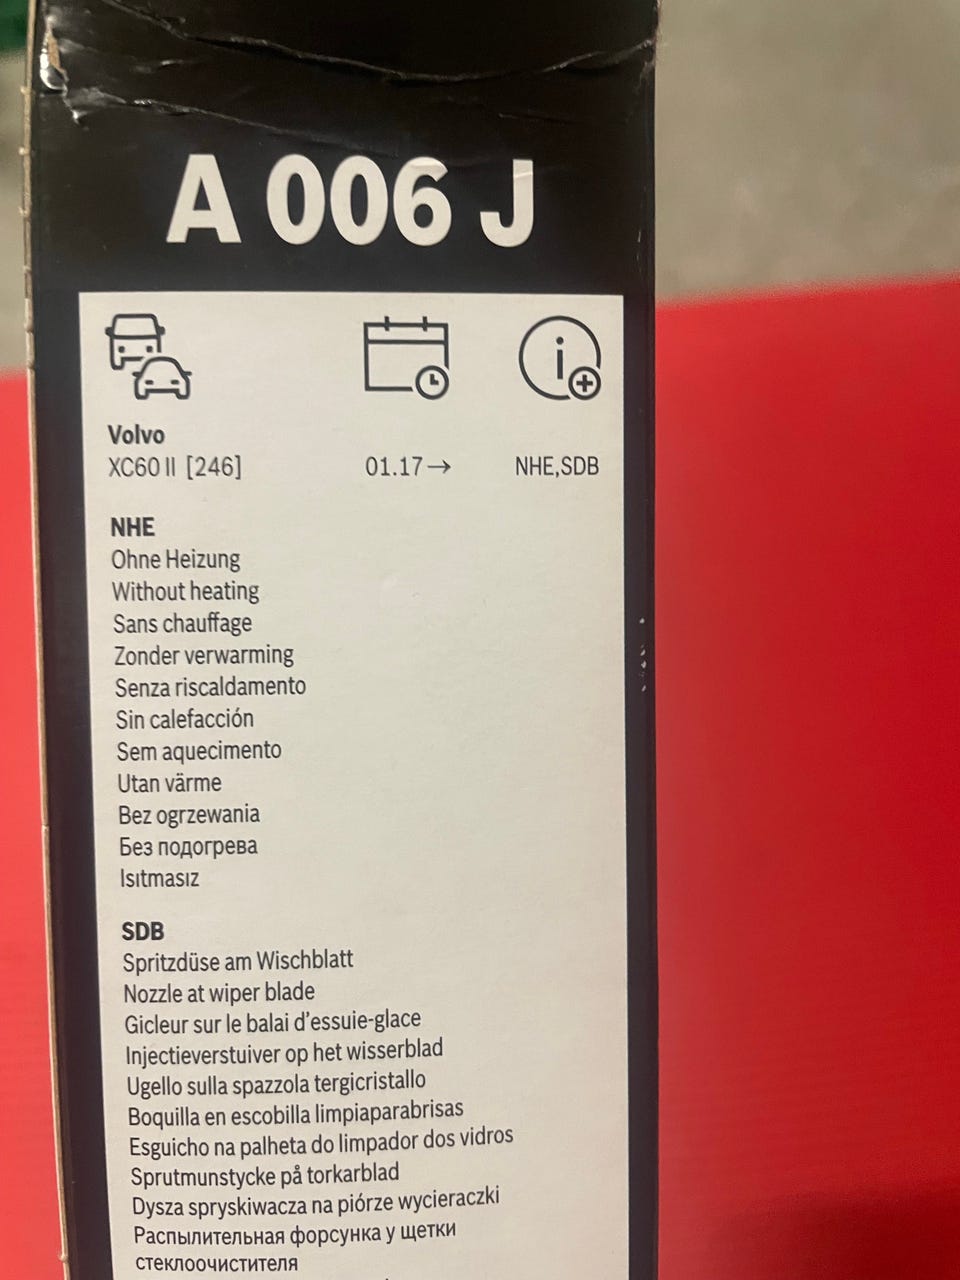 A 006 J
Volvo
XC60 II [246] 01.17→ NHE,SDB
NHE
Ohne Heizung
Without heating
Sans chauffage
Zonder verwarming
Senza riscaldamento
Sin calefacción
Sem aquecimento
Utan värme
Bez ogrzewania
Без подогрева
Isıtmasız
SDB
Spritzdüse am Wischblatt
Nozzle at wiper blade
Gicleur sur le balai d'essuie-glace
Injectieverstuiver op het wisserblad
Ugello sulla spazzola tergicristallo
Boquilla en escobilla limpiaparabrisas
Esguicho na palheta do limpador dos vidros
Sprutmunstycke på torkarblad
Dysza spryskiwacza na piórze wycieraczki
Распылительная форсунка у щетки
стеклоочистителя